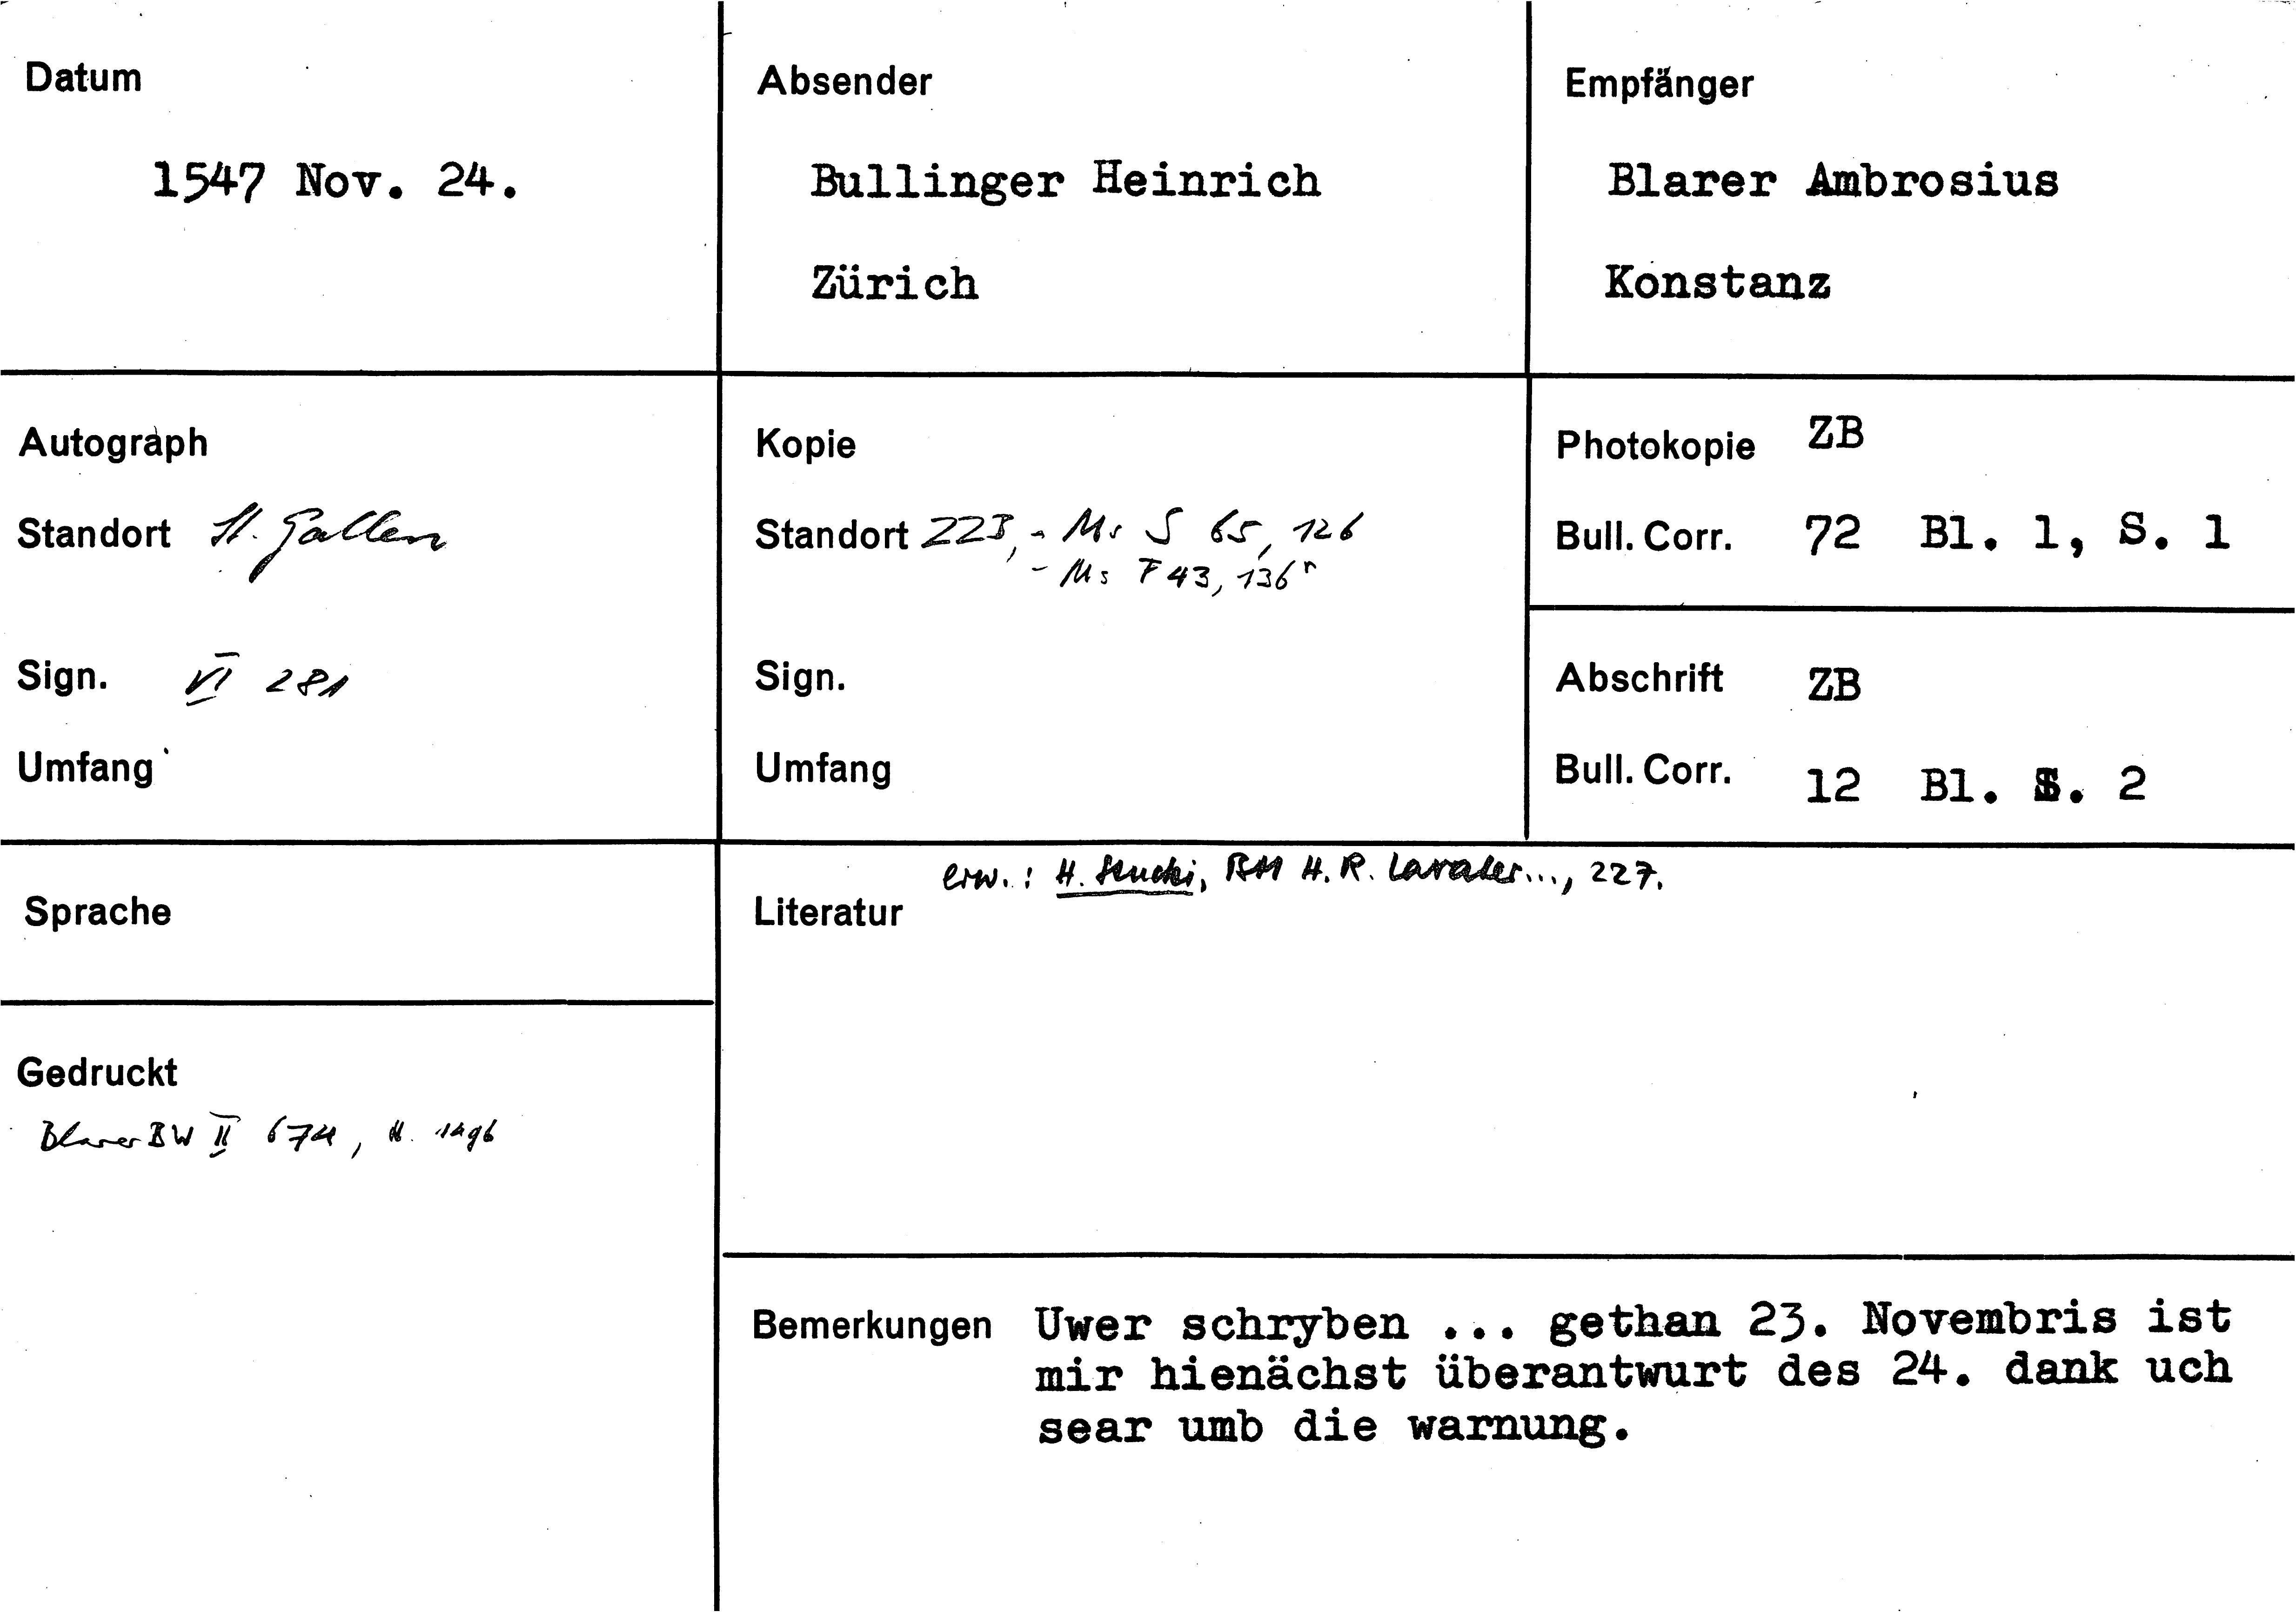 Datum
1547 Nov. 24.
Absender
Bullinger Heinrich
Zürich
Empfänger
Blarer Ambrosius
Konstanz
Autograph
Standort St. Gallen
Sign. VI 281
Umfang
Kopie
Standort ZZB, - Ms S 65, 126
- Ms F 43, 136r
Sign.
Umfang
Photokopie ZB
Bull. Corr. 72 Bl. 1, S. 1
Abschrift ZB
Bull. Corr. 12 Bl. S. 2
Sprache
Gedruckt
Blarer BW II 674, 1496
erw.: H. Stucki, BM H. R. Lavater..., 227.
Literatur
Bemerkungen Uwer schryben ... gethan 23. Novembris ist
mir hienächst überantwurt des 24. dank uch
sear umb die warnung.